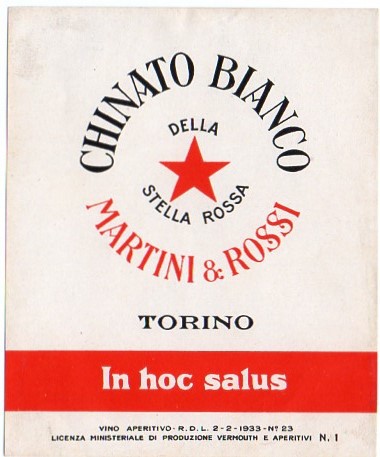 CHINATO BIANCO
DELLA
STELLA ROSSA
MARTINI & ROSSI
TORINO
In hoc salus
VINO APERITIVO - R. D. L. 2-2-1933 - Nº 23
LICENZA MINISTERIALE DI PRODUZIONE VERMOUTH E APERITIVI N. 1